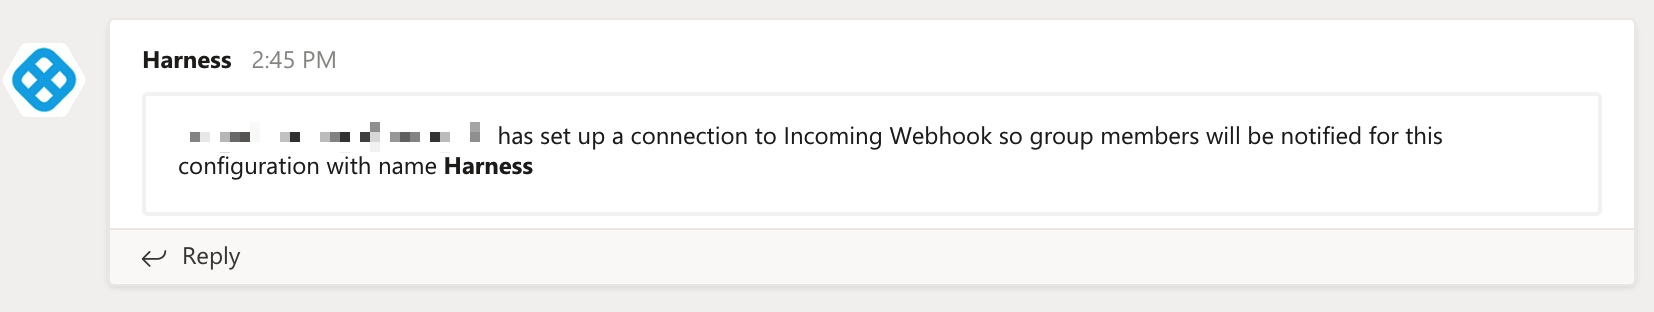 Harness 2:45 PM
has set up a connection to Incoming Webhook so group members will be notified for this
configuration with name Harness
Reply